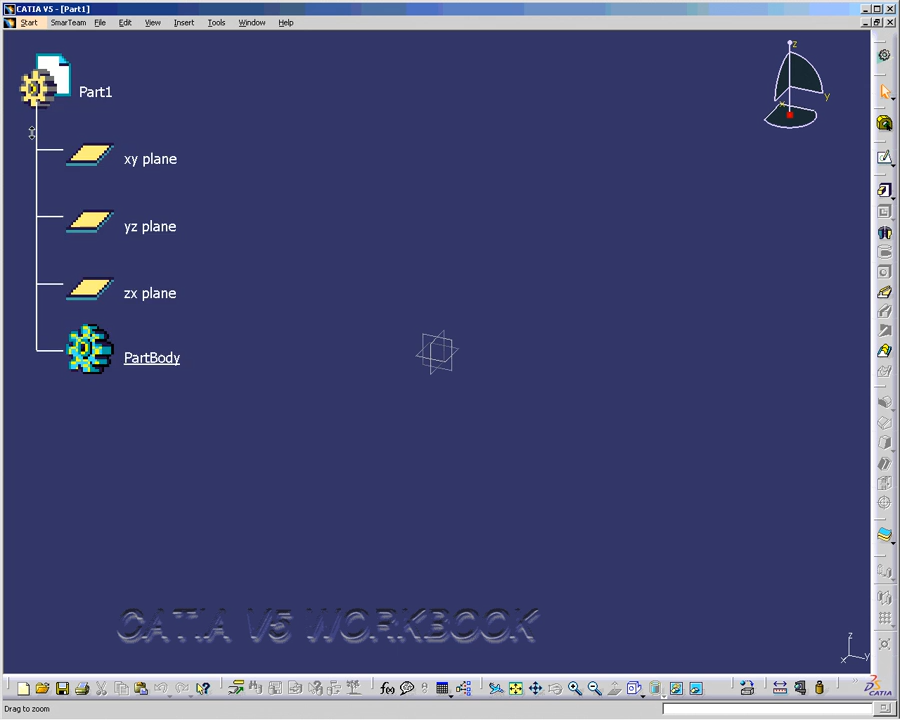 CATIA V5 - [Part1]
Start SmarTeam File Edit View Insert Tools Window Help
Part1
xy plane
yz plane
zx plane
PartBody
z
y
x
CATIA V5 WORKBOOK
z
x y
f(x)
CATIA
Drag to zoom